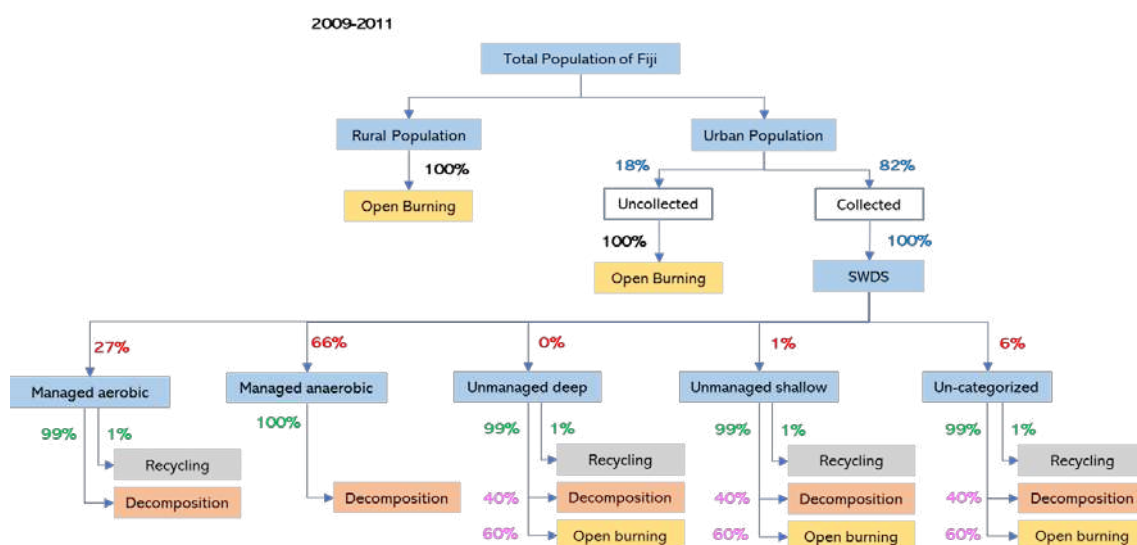 2009-2011
Total Population of Fiji
Rural Population
Urban Population
100%
18%
82%
Open Burning
Uncollected
Collected
100%
100%
Open Burning
SWDS
27%
66%
0%
1%
6%
Managed aerobic
Managed anaerobic
Unmanaged deep
Unmanaged shallow
Un-categorized
99%
1%
100%
99%
1%
99%
1%
99%
1%
Recycling
Recycling
Recycling
Recycling
Decomposition
Decomposition
40%
Decomposition
40%
Decomposition
40%
Decomposition
60%
Open burning
60%
Open burning
60%
Open burning